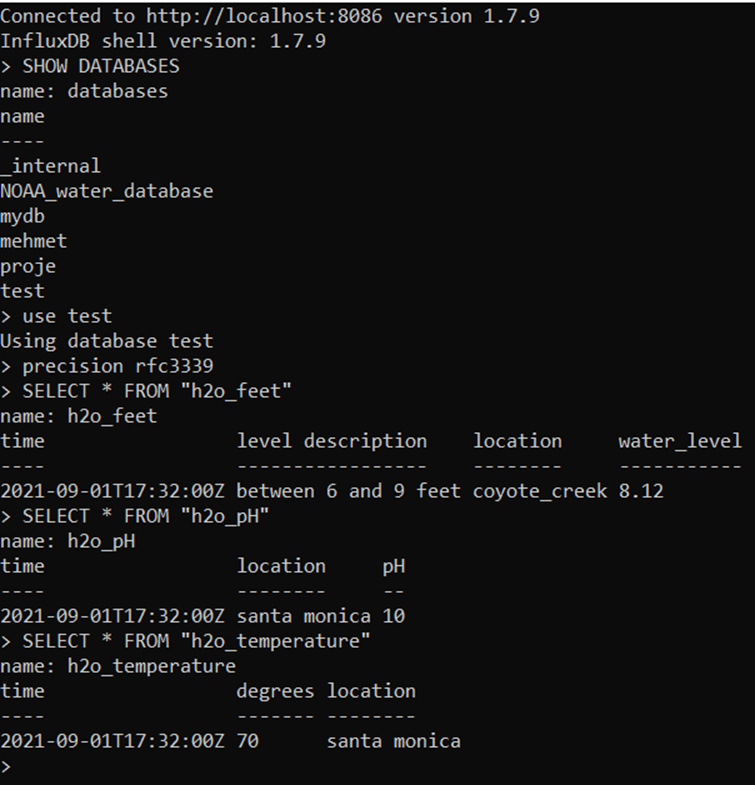 Connected to http://localhost:8086 version 1.7.9
InfluxDB shell version: 1.7.9
> SHOW DATABASES
name: databases
name
----
_internal
NOAA_water_database
mydb
mehmet
proje
test
> use test
Using database test
> precision rfc3339
> SELECT * FROM "h2o_feet"
name: h2o_feet
time                 level description    location     water_level
----                 -----------------    --------     -----------
2021-09-01T17:32:00Z between 6 and 9 feet coyote_creek 8.12
> SELECT * FROM "h2o_pH"
name: h2o_pH
time                 location     pH
----                 --------     --
2021-09-01T17:32:00Z santa monica 10
> SELECT * FROM "h2o_temperature"
name: h2o_temperature
time                 degrees location
----                 ------- --------
2021-09-01T17:32:00Z 70      santa monica
>